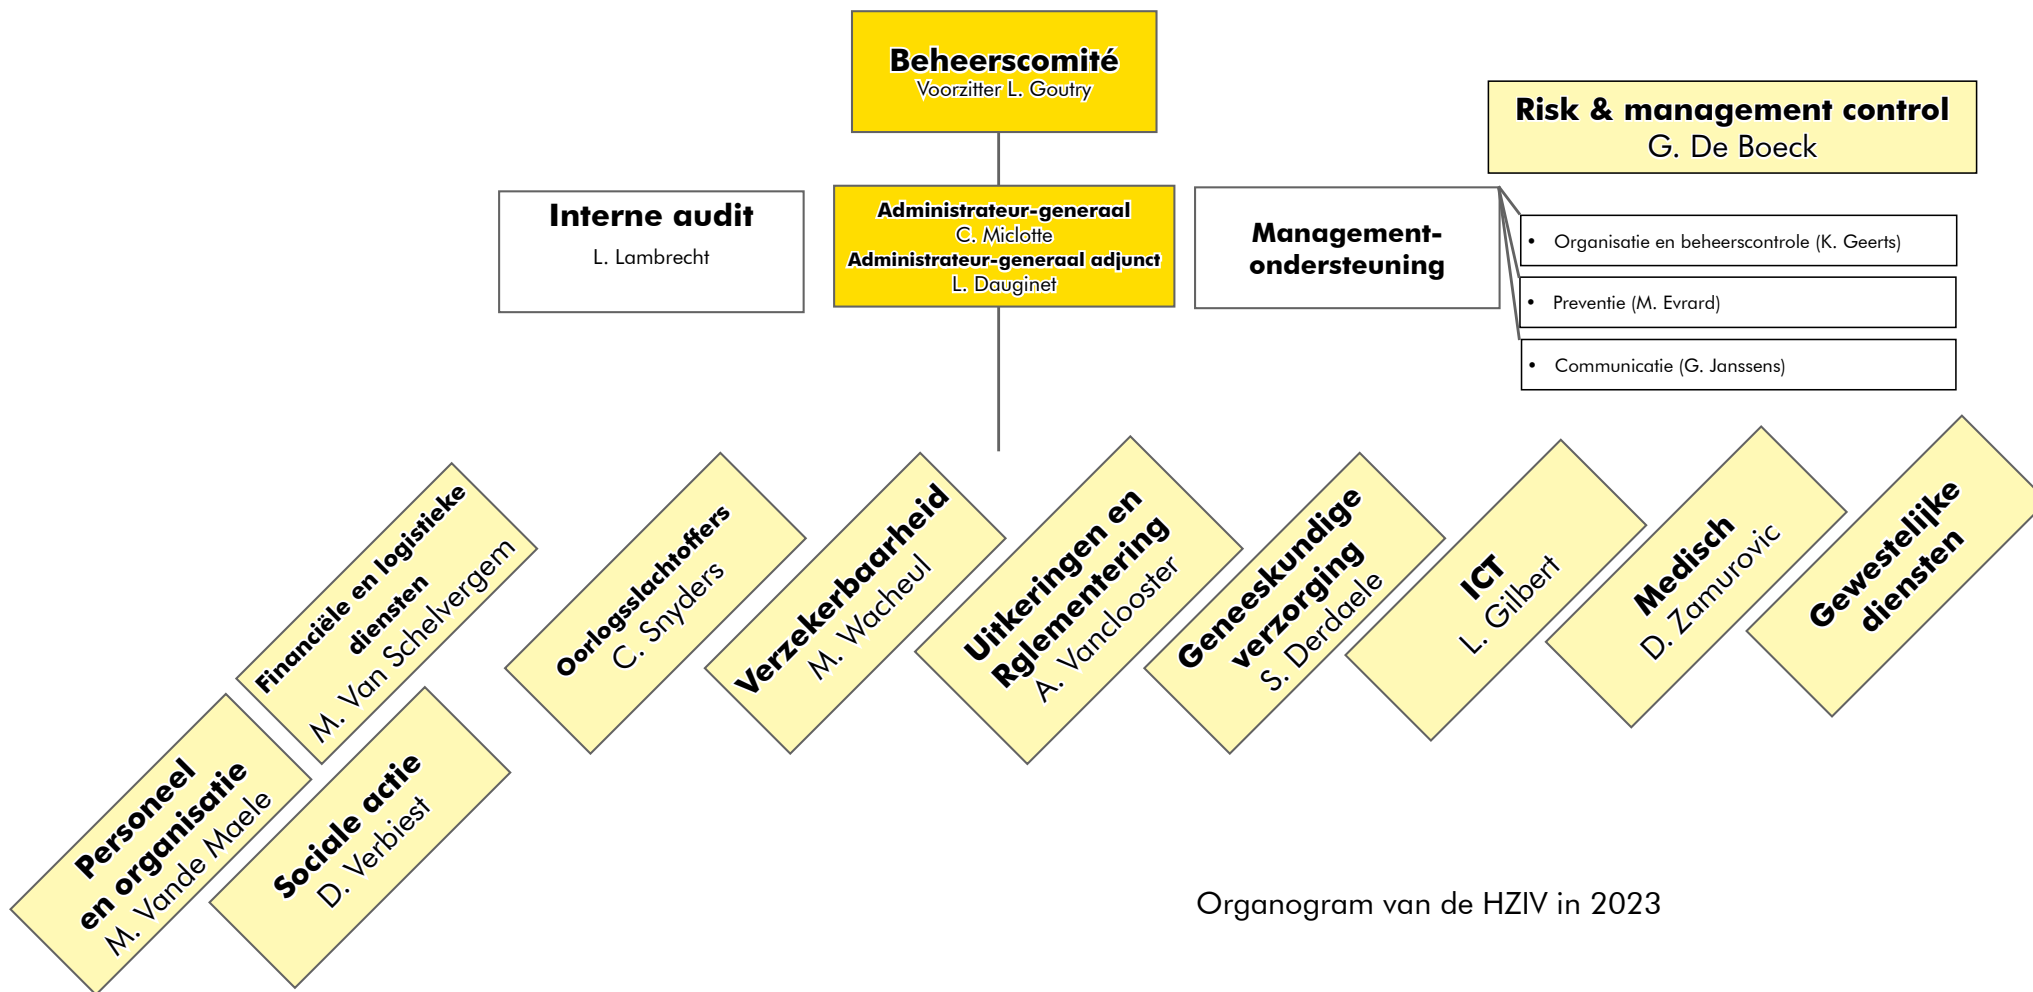 Beheerscomité
Voorzitter L. Goutry
Risk & management control
G. De Boeck
Interne audit
L. Lambrecht
Administrateur-generaal
C. Miclotte
Administrateur-generaal adjunct
L. Dauginet
Management-
ondersteuning
• Organisatie en beheerscontrole (K. Geerts)
• Preventie (M. Evrard)
• Communicatie (G. Janssens)
Personeel
en organisatie
M. Vande Maele
Financiële en logistieke
diensten
M. Van Schelvergem
Sociale actie
D. Verbiest
Oorlogsslachtoffers
C. Snyders
Verzekerbaarheid
M. Wacheul
Uitkeringen en
Rglementering
A. Vanclooster
Geneeskundige
verzorging
S. Derdaele
ICT
L. Gilbert
Medisch
D. Zamurovic
Gewestelijke
diensten
Organogram van de HZIV in 2023